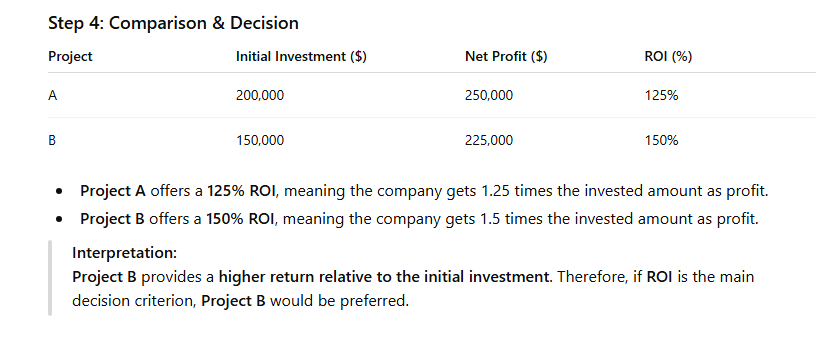 Step 4: Comparison & Decision
Project Initial Investment ($) Net Profit ($) ROI (%)
A 200,000 250,000 125%
B 150,000 225,000 150%
• Project A offers a 125% ROI, meaning the company gets 1.25 times the invested amount as profit.
• Project B offers a 150% ROI, meaning the company gets 1.5 times the invested amount as profit.
Interpretation:
Project B provides a higher return relative to the initial investment. Therefore, if ROI is the main
decision criterion, Project B would be preferred.